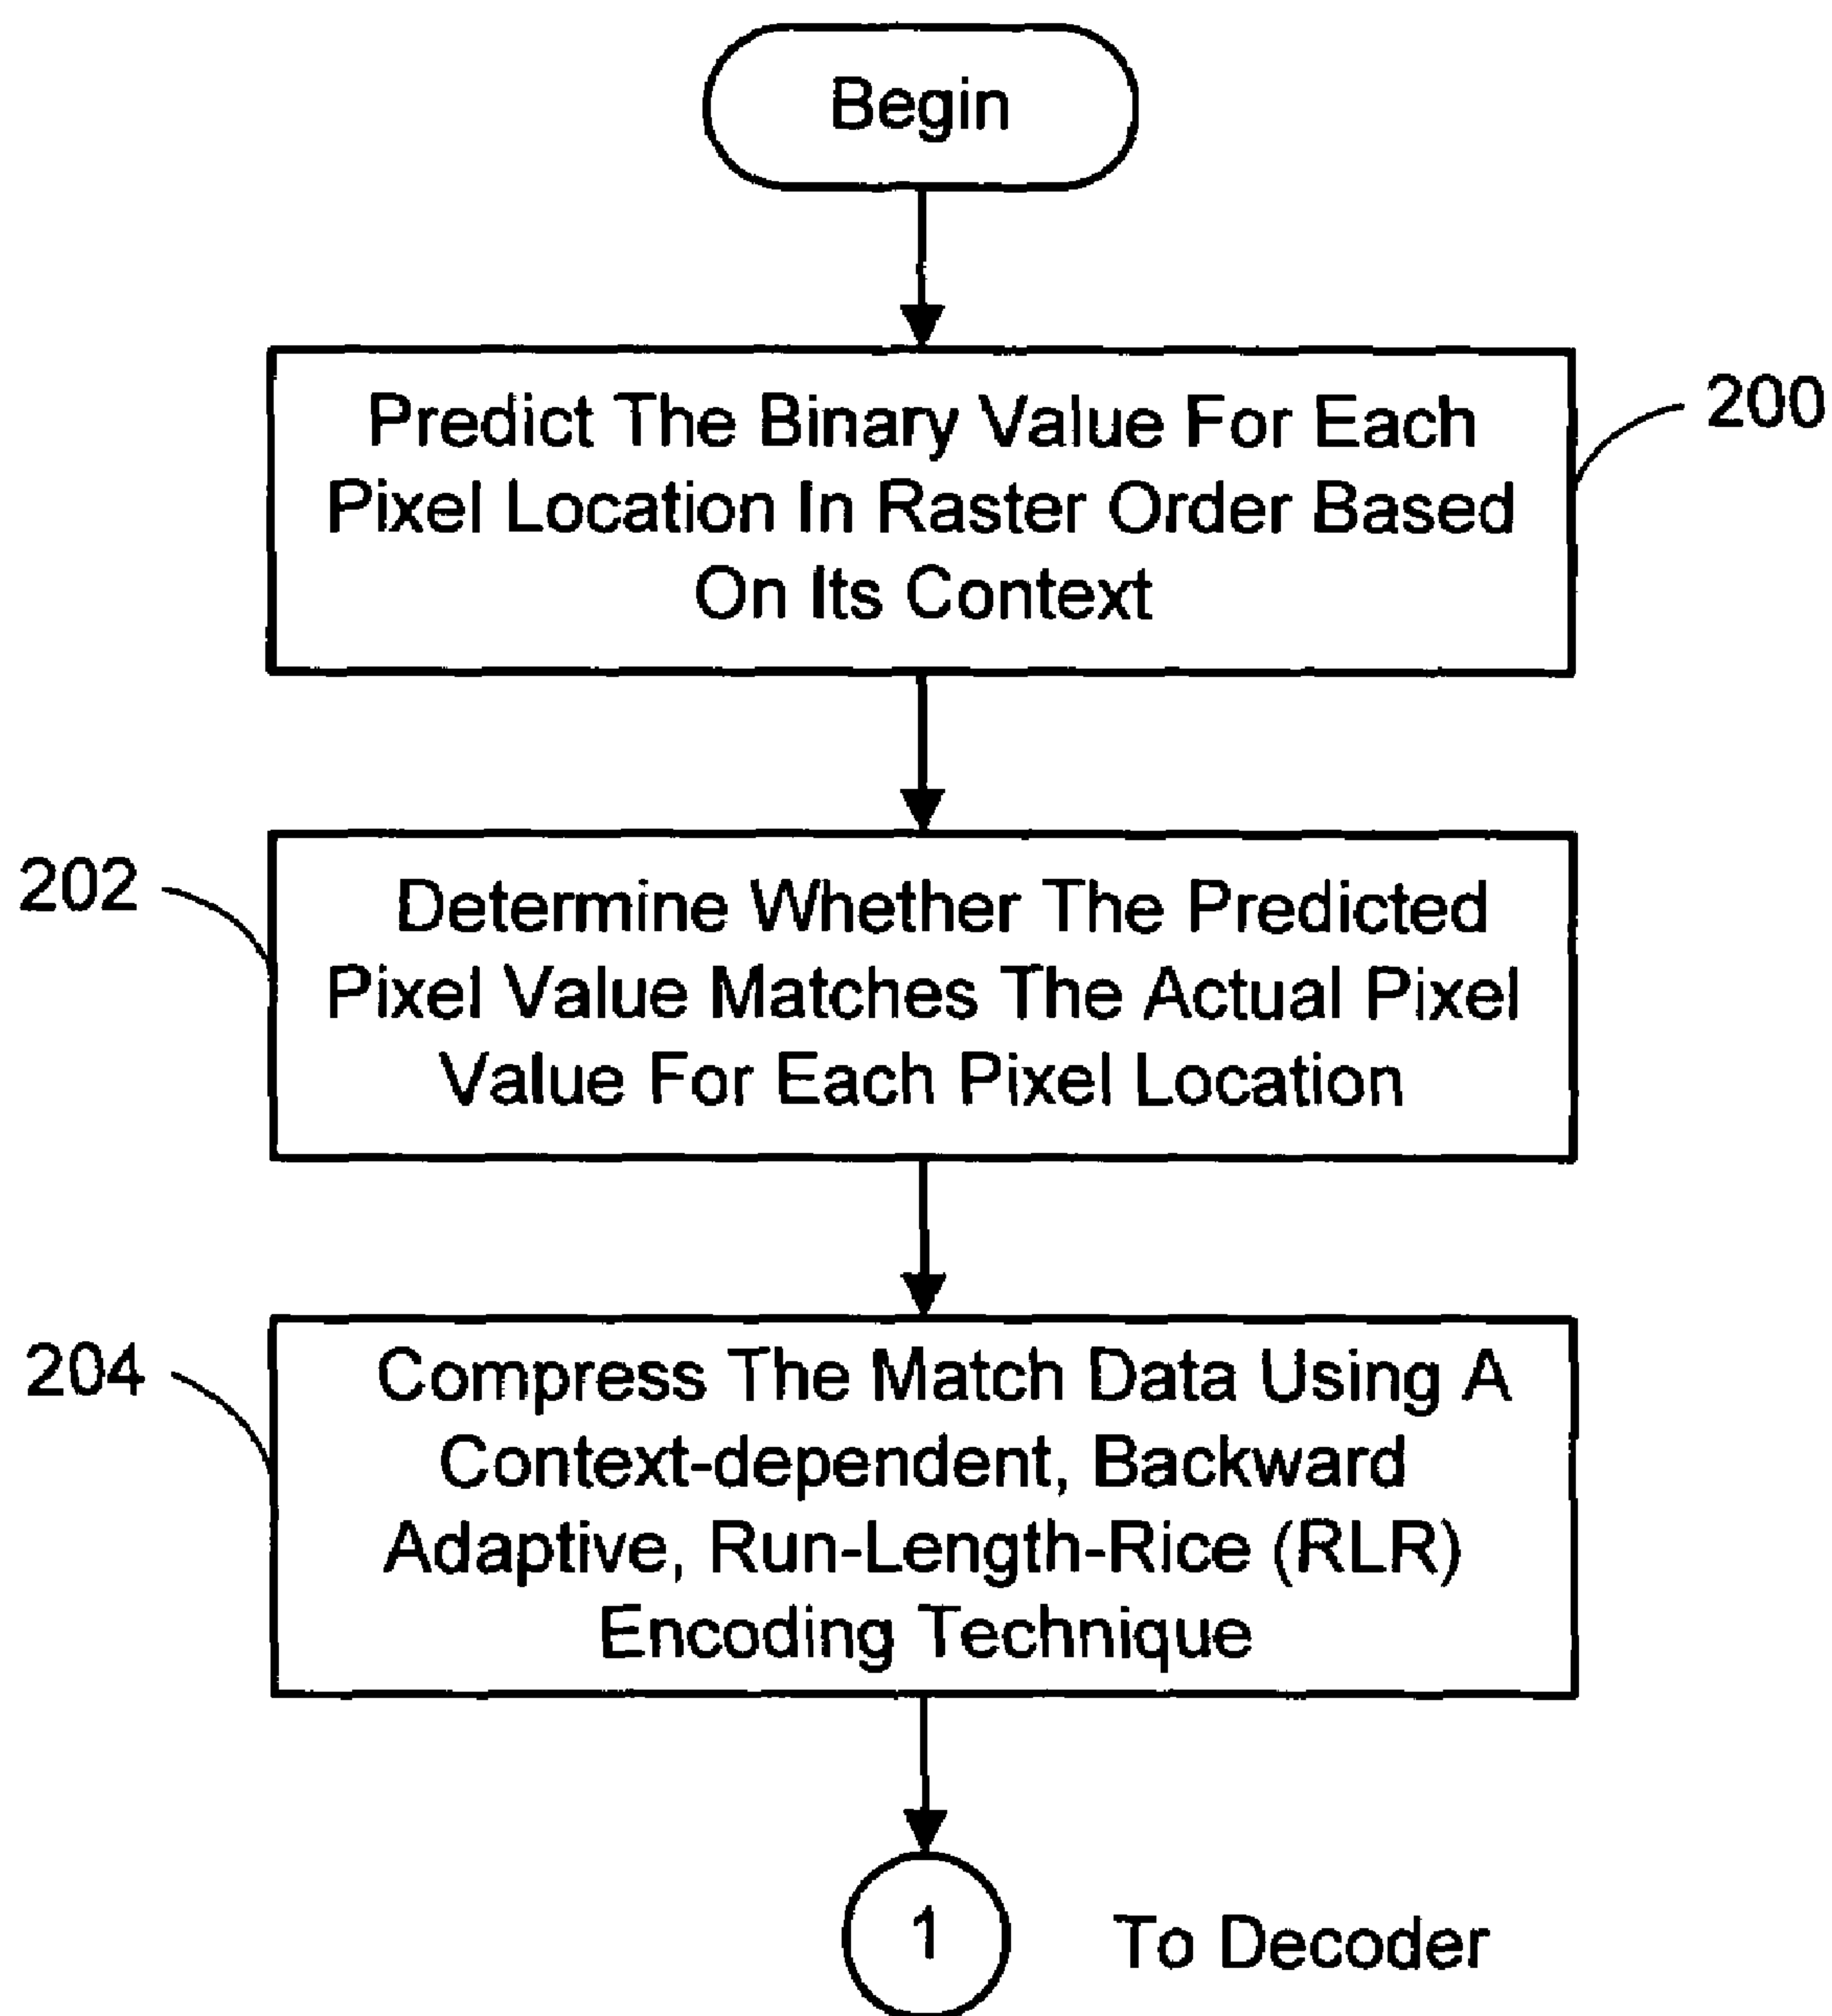 Begin
Predict The Binary Value For Each
Pixel Location In Raster Order Based
On Its Context
200
202
Determine Whether The Predicted
Pixel Value Matches The Actual Pixel
Value For Each Pixel Location
204
Compress The Match Data Using A
Context-dependent, Backward
Adaptive, Run-Length-Rice (RLR)
Encoding Technique
1
To Decoder